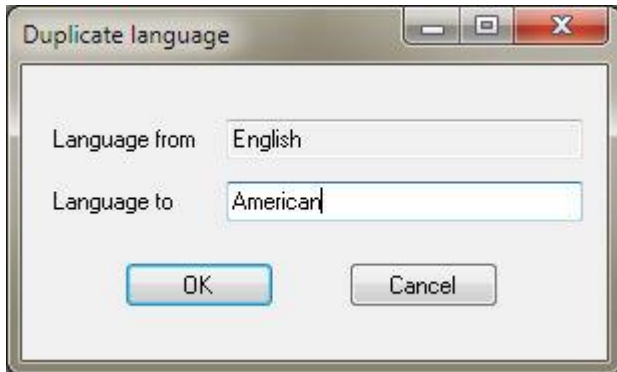 Duplicate language
Language from English
Language to American
OK Cancel